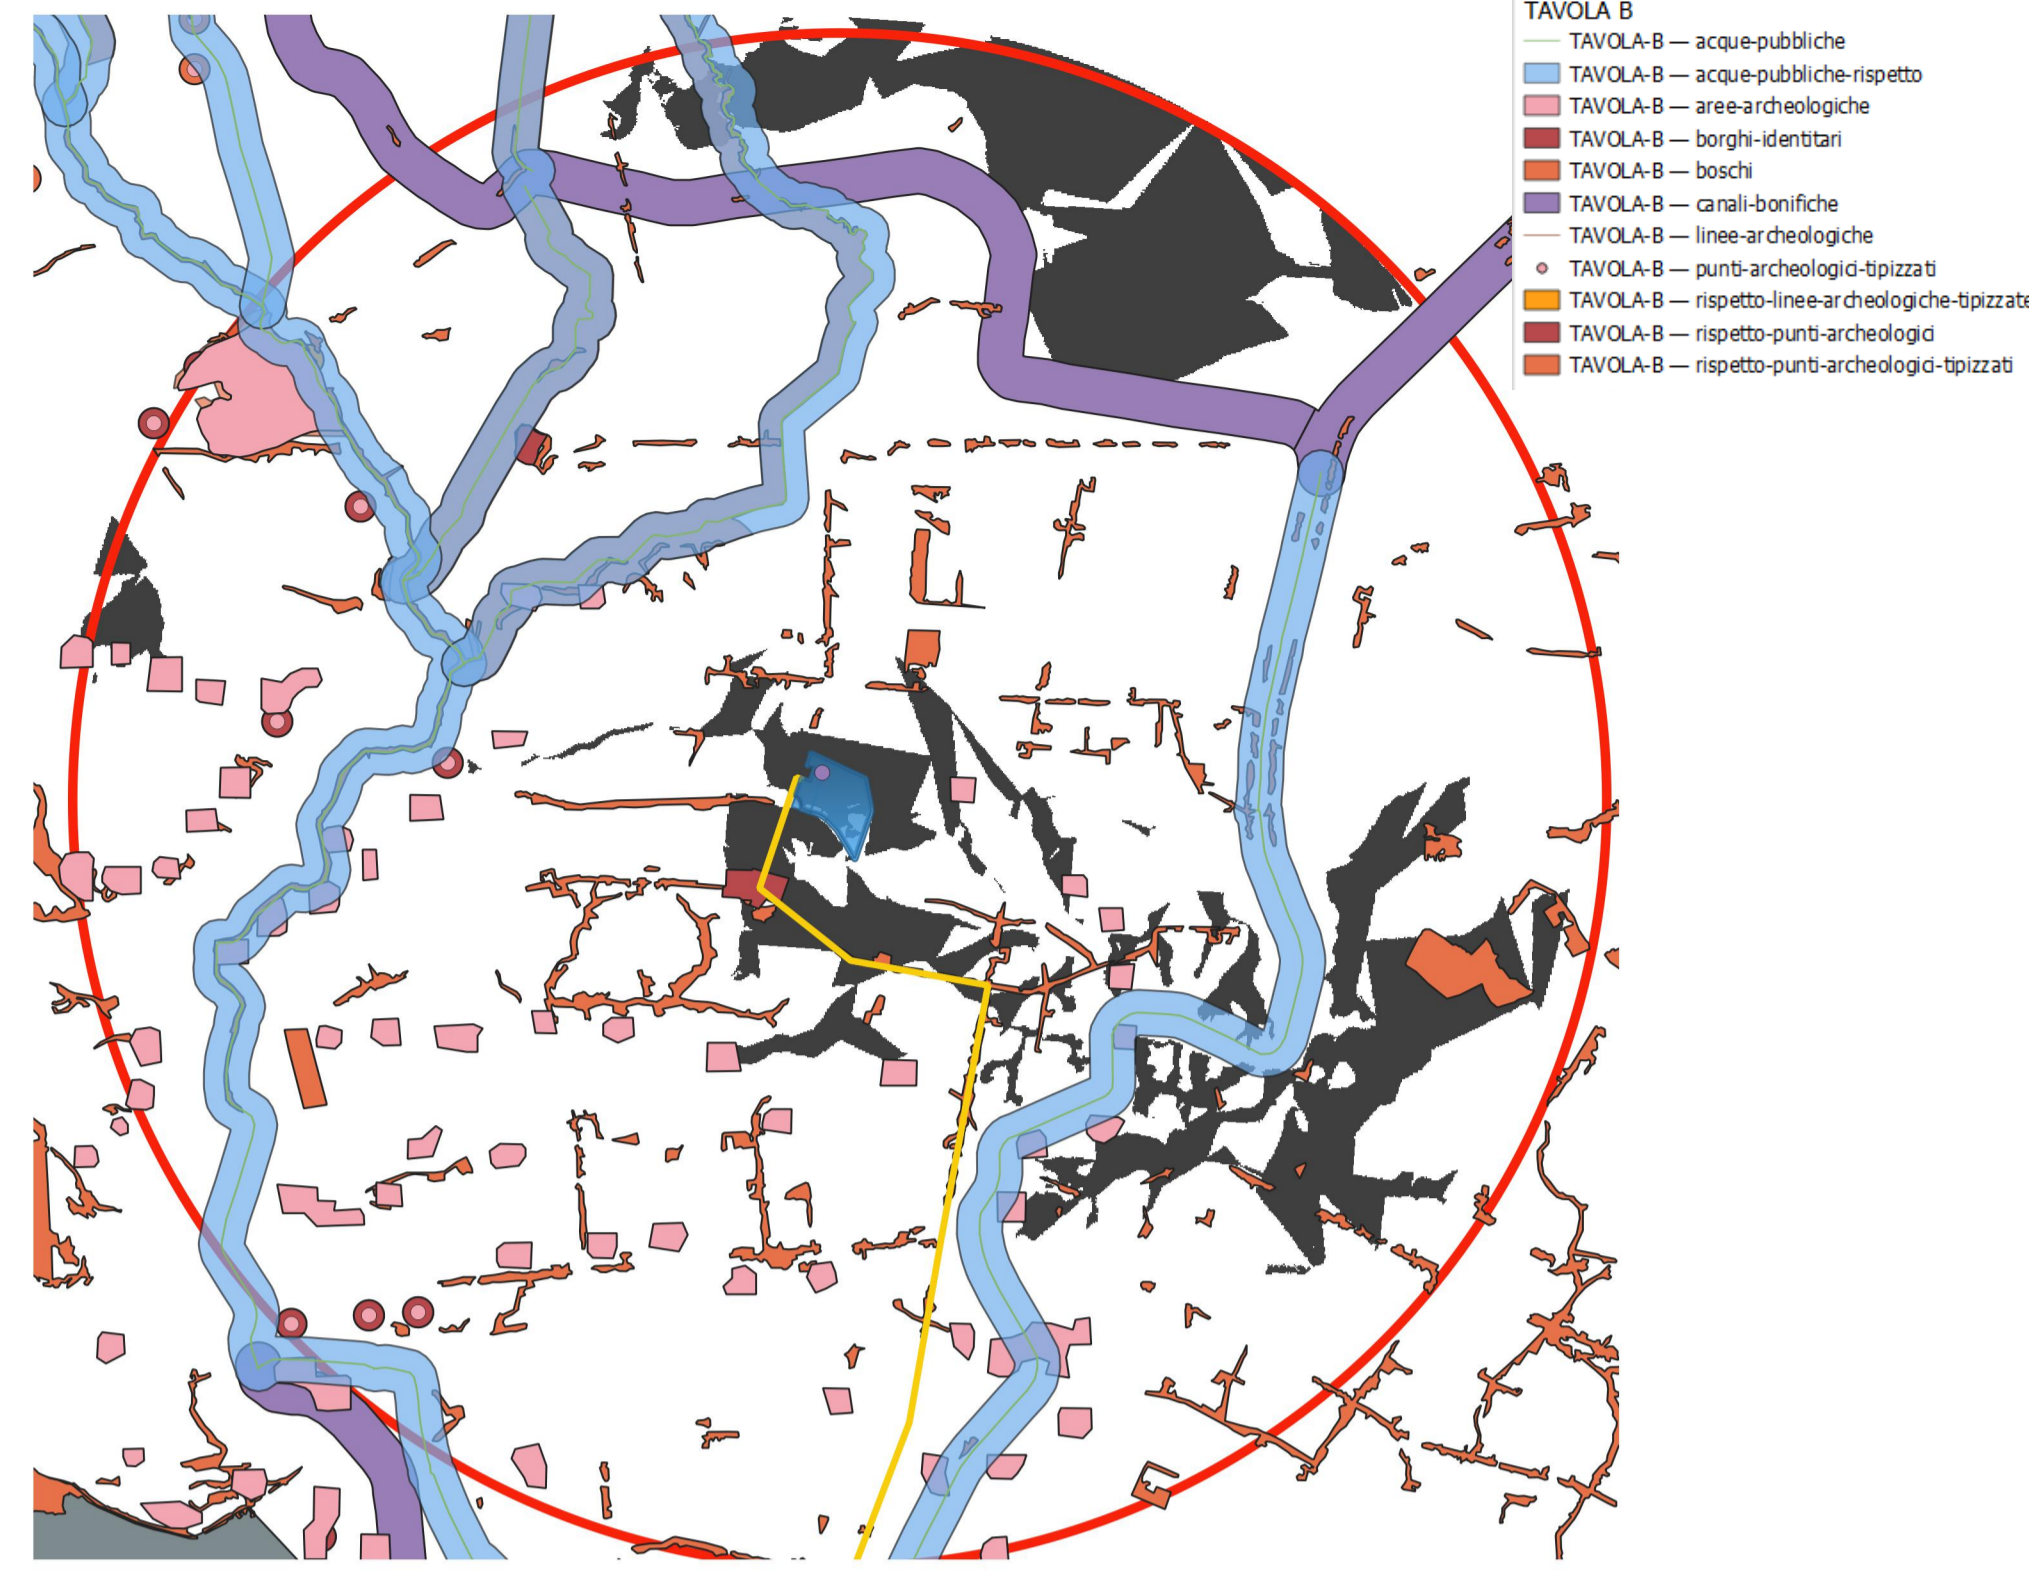 TAVOLA B
TAVOLA-B — acque-pubbliche
TAVOLA-B — acque-pubbliche-rispetto
TAVOLA-B — aree-archeologiche
TAVOLA-B — borghi-identitari
TAVOLA-B — boschi
TAVOLA-B — canali-bonifiche
TAVOLA-B — linee-archeologiche
TAVOLA-B — punti-archeologici-tipizzati
TAVOLA-B — rispetto-linee-archeologiche-tipizzate
TAVOLA-B — rispetto-punti-archeologici
TAVOLA-B — rispetto-punti-archeologici-tipizzati